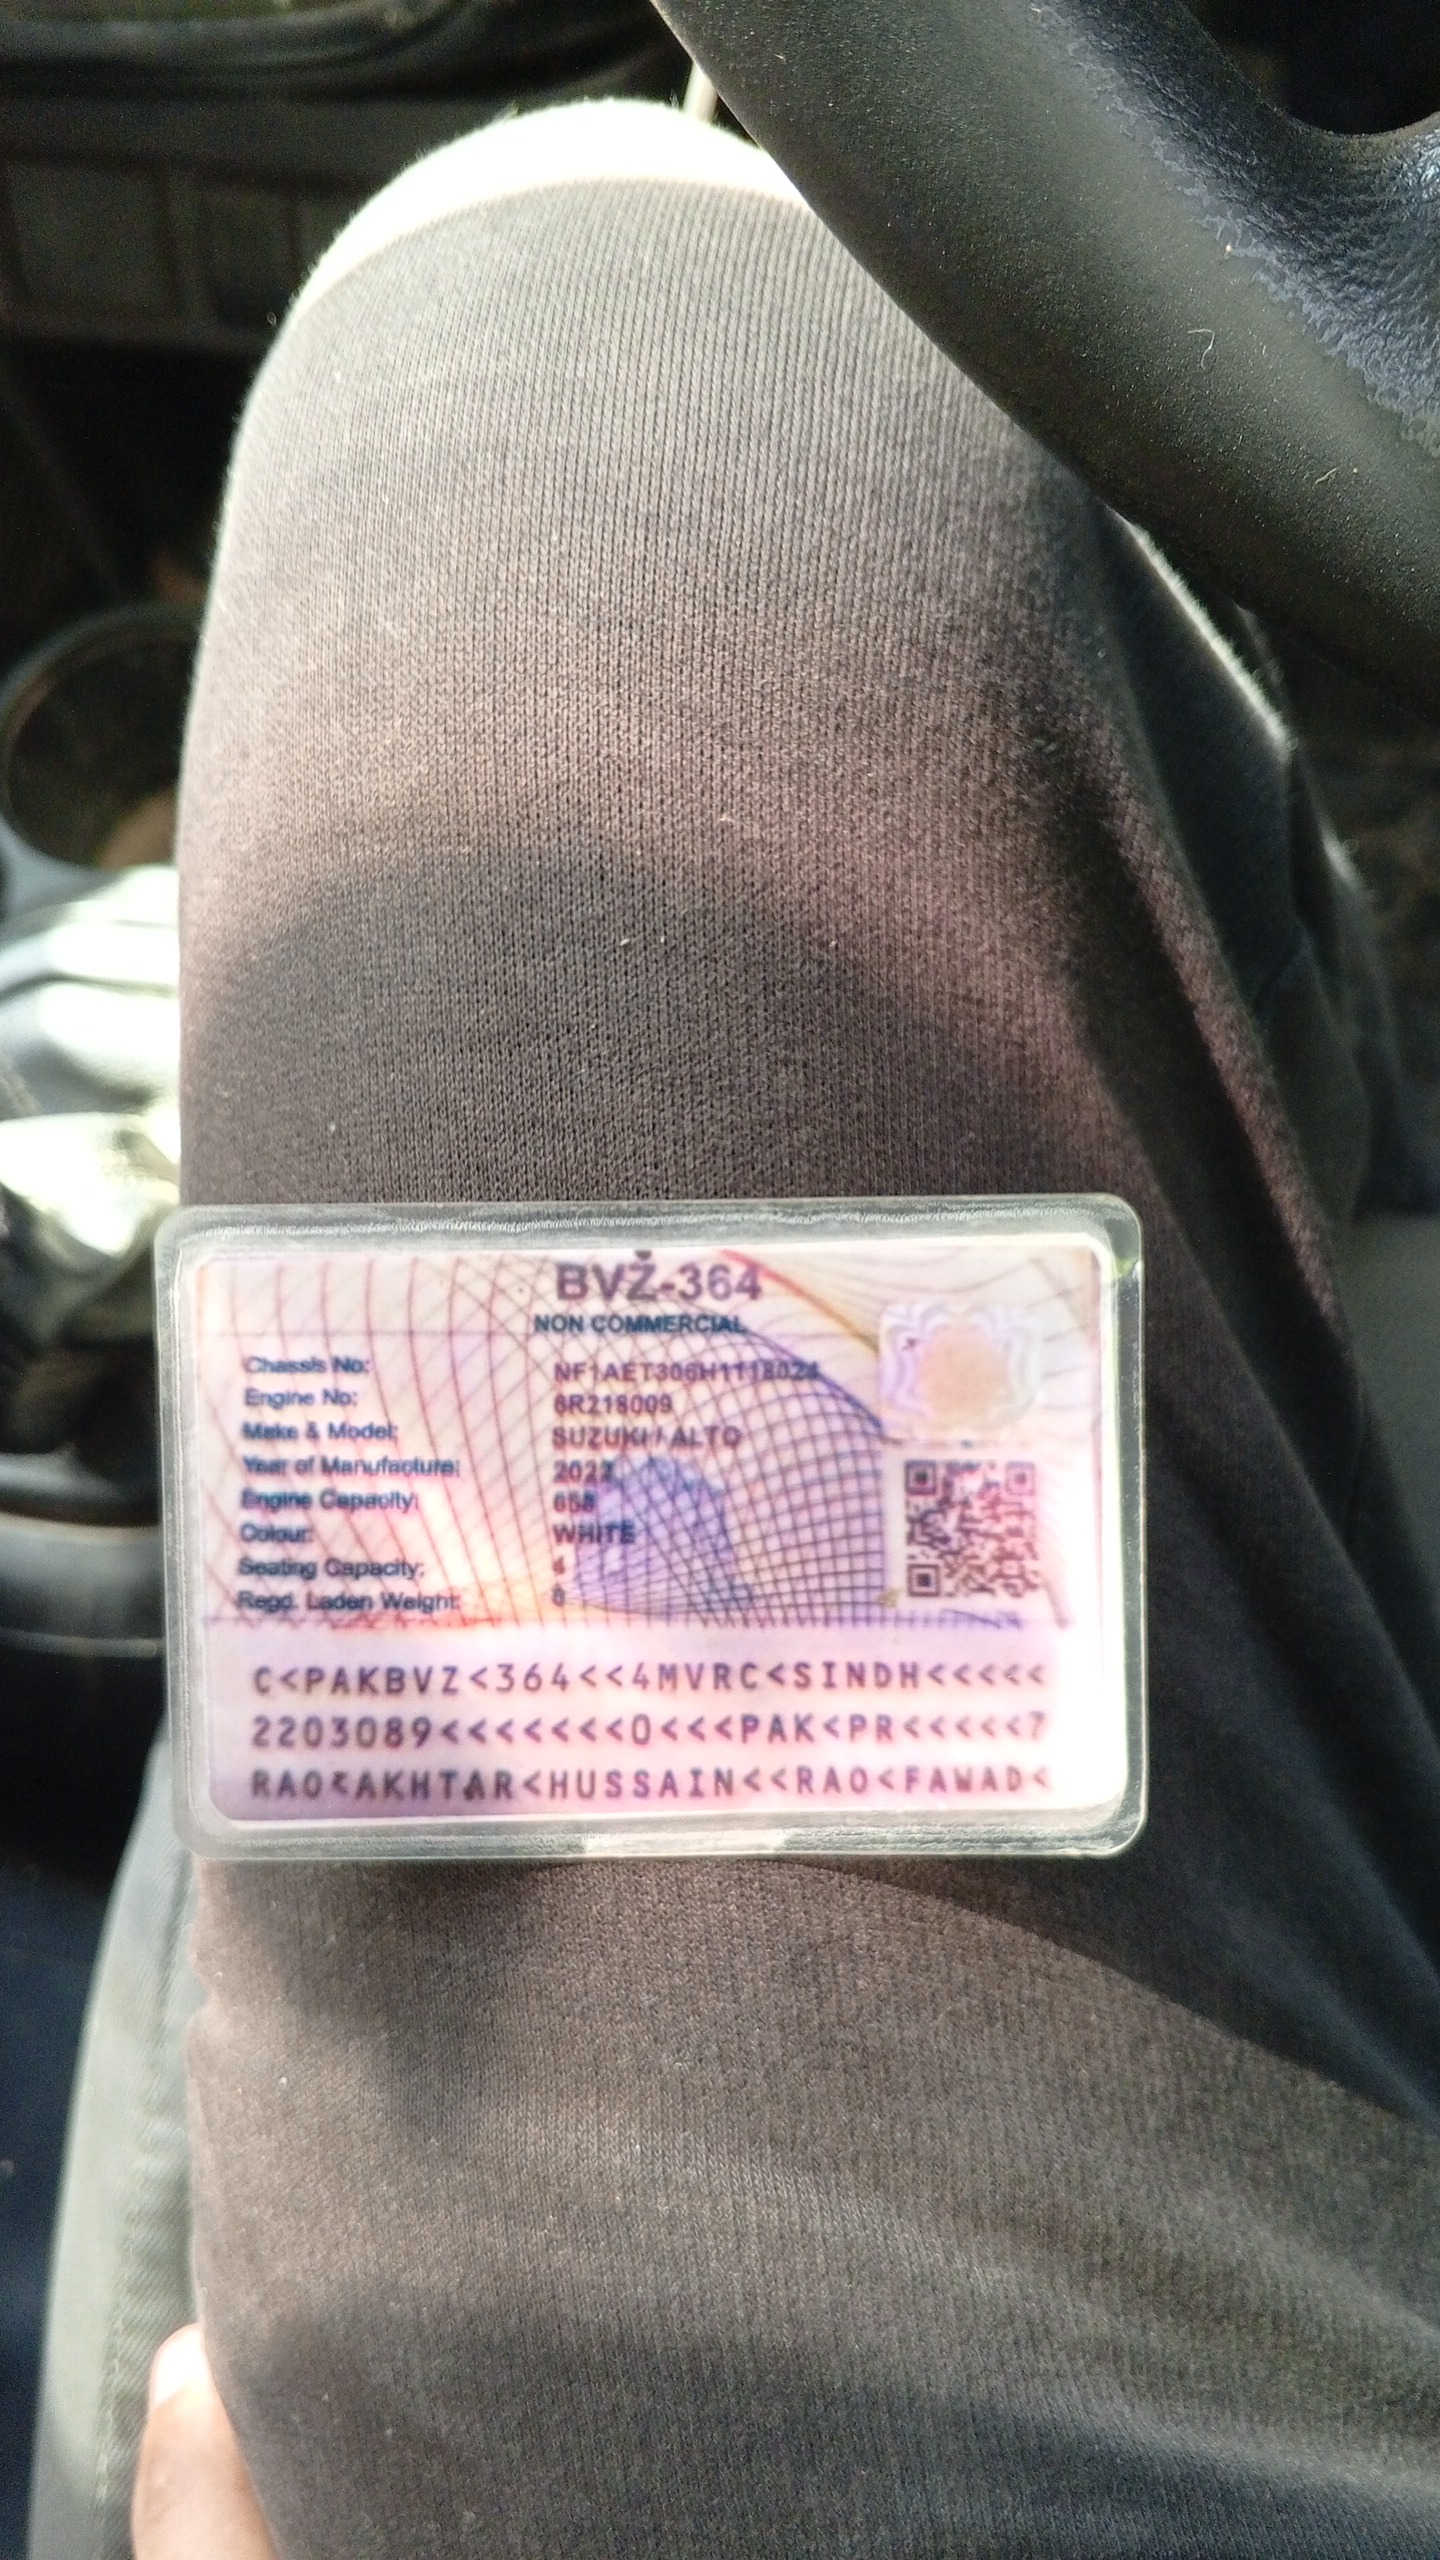 BVZ-364
NON COMMERCIAL
Chassis No:
Engine No: 6R218009
Make & Model: SUZUKI / ALTO
Year of Manufacture: 2022
Engine Capacity: 658
Colour: WHITE
Seating Capacity: 4
Regd. Laden Weight: 0
C<PAKBVZ<364<<4MVRC<SINDH<<<<<
2203089<<<<<<<0<<<PAK<PR<<<<<7
RAO<AKHTAR<HUSSAIN<<RAO<FAWAD<